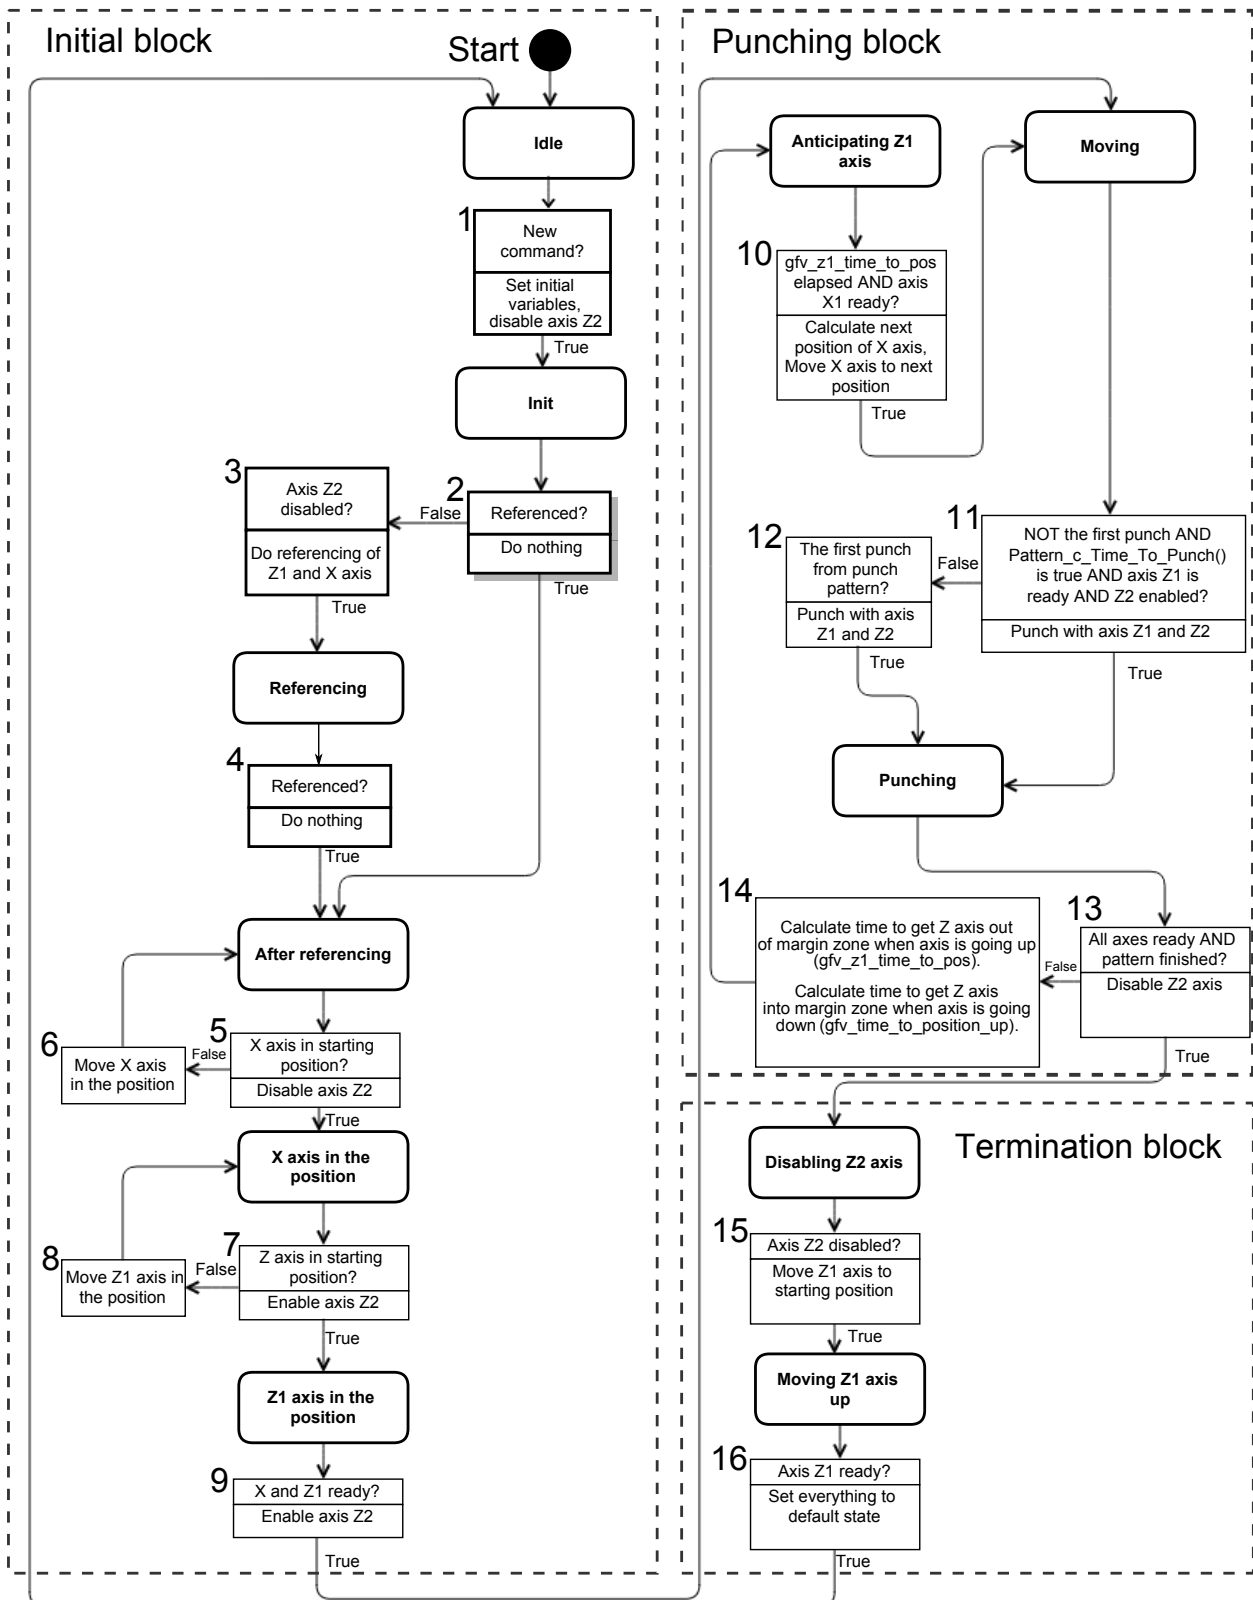 Initial block
Start
Idle
1
New
command?
Set initial
variables,
disable axis Z2
True
Init
2
Referenced?
Do nothing
False
True
3
Axis Z2
disabled?
Do referencing of
Z1 and X axis
True
Referencing
4
Referenced?
Do nothing
True
After referencing
5
X axis in starting
position?
Disable axis Z2
False
True
6
Move X axis
in the position
X axis in the
position
7
Z axis in starting
position?
Enable axis Z2
False
True
8
Move Z1 axis in
the position
Z1 axis in the
position
9
X and Z1 ready?
Enable axis Z2
True
Punching block
Anticipating Z1
axis
Moving
10
gfv_z1_time_to_pos
elapsed AND axis
X1 ready?
Calculate next
position of X axis,
Move X axis to next
position
True
11
NOT the first punch AND
Pattern_c_Time_To_Punch()
is true AND axis Z1 is
ready AND Z2 enabled?
Punch with axis Z1 and Z2
False
True
12
The first punch
from punch
pattern?
Punch with axis
Z1 and Z2
True
Punching
13
All axes ready AND
pattern finished?
Disable Z2 axis
False
True
14
Calculate time to get Z axis out
of margin zone when axis is going up
(gfv_z1_time_to_pos).
Calculate time to get Z axis
into margin zone when axis is going
down (gfv_time_to_position_up).
Termination block
Disabling Z2 axis
15
Axis Z2 disabled?
Move Z1 axis to
starting position
True
Moving Z1 axis
up
16
Axis Z1 ready?
Set everything to
default state
True